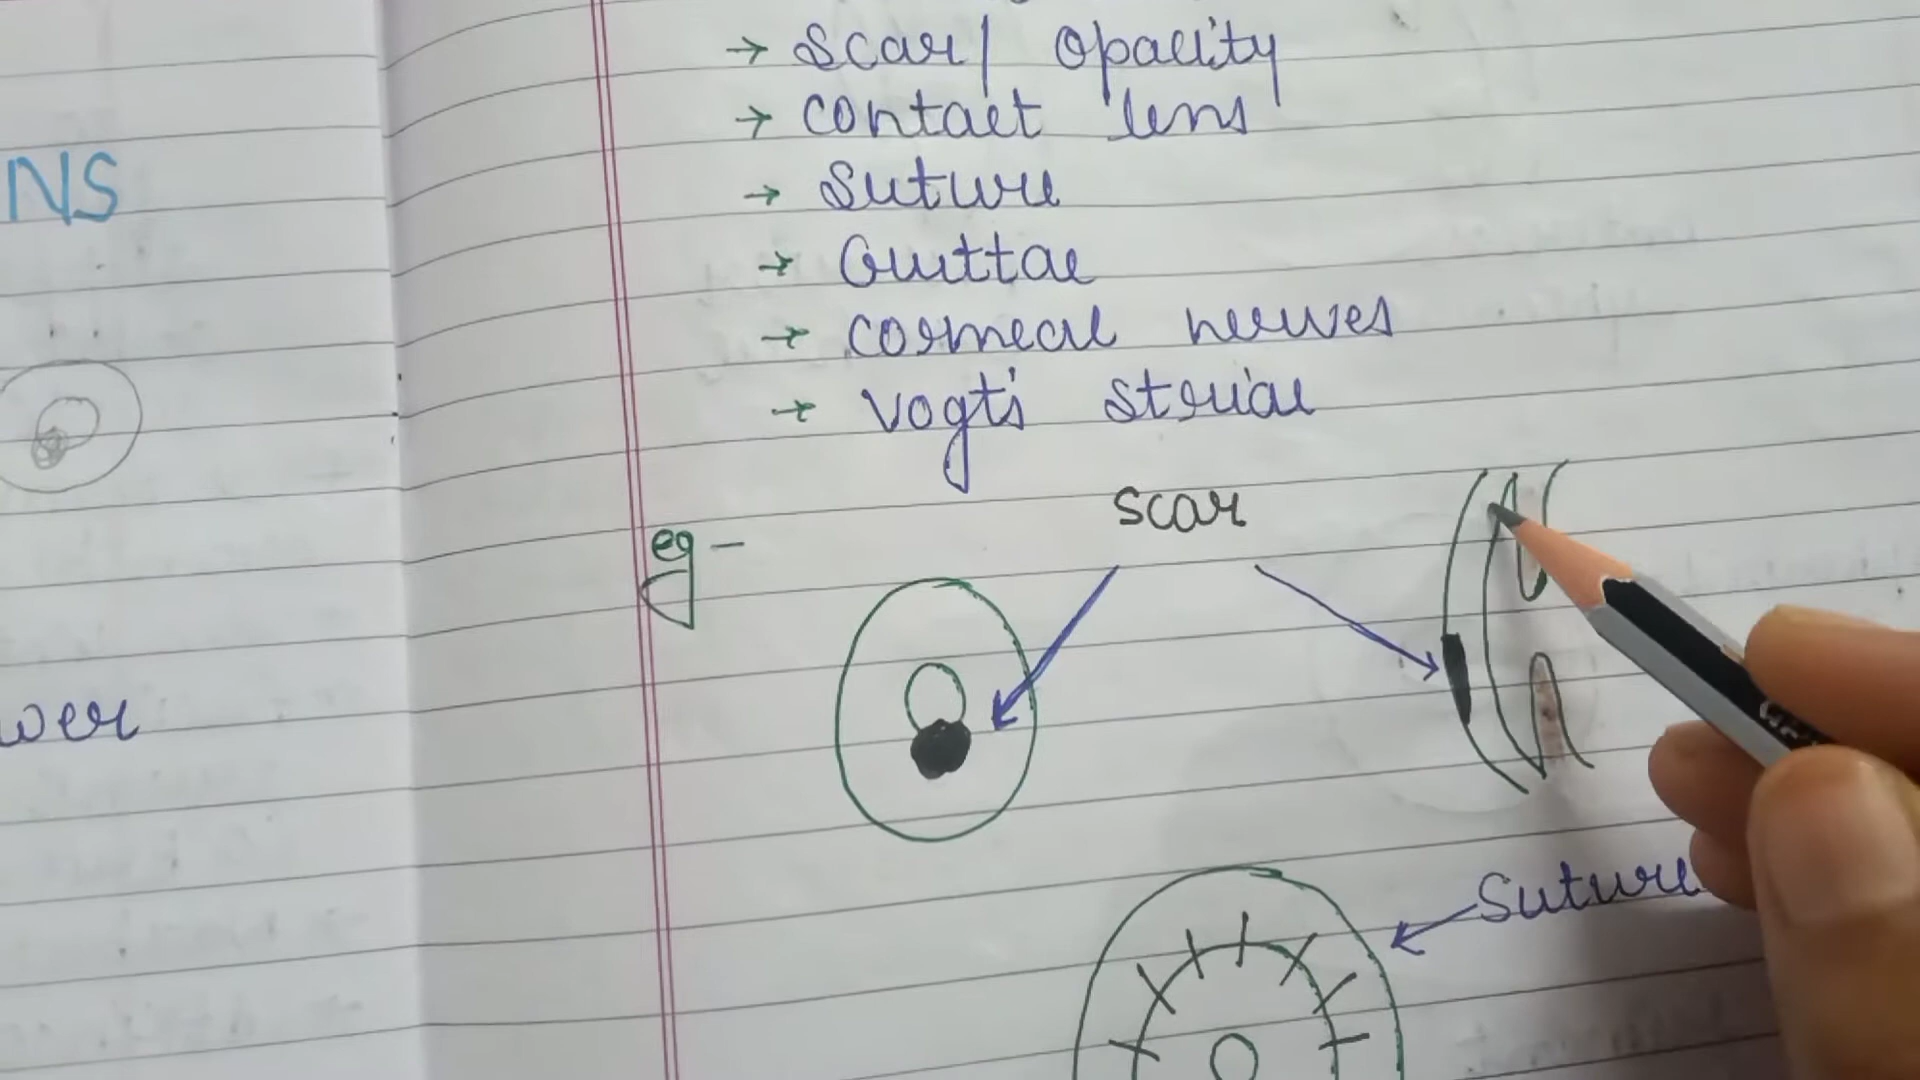 → Scar/ Opacity
→ Contact lens
→ Suture
→ Guttae
→ Corneal nerves
→ Vogt's striae
NS
eg –
Scar
wer
Suture